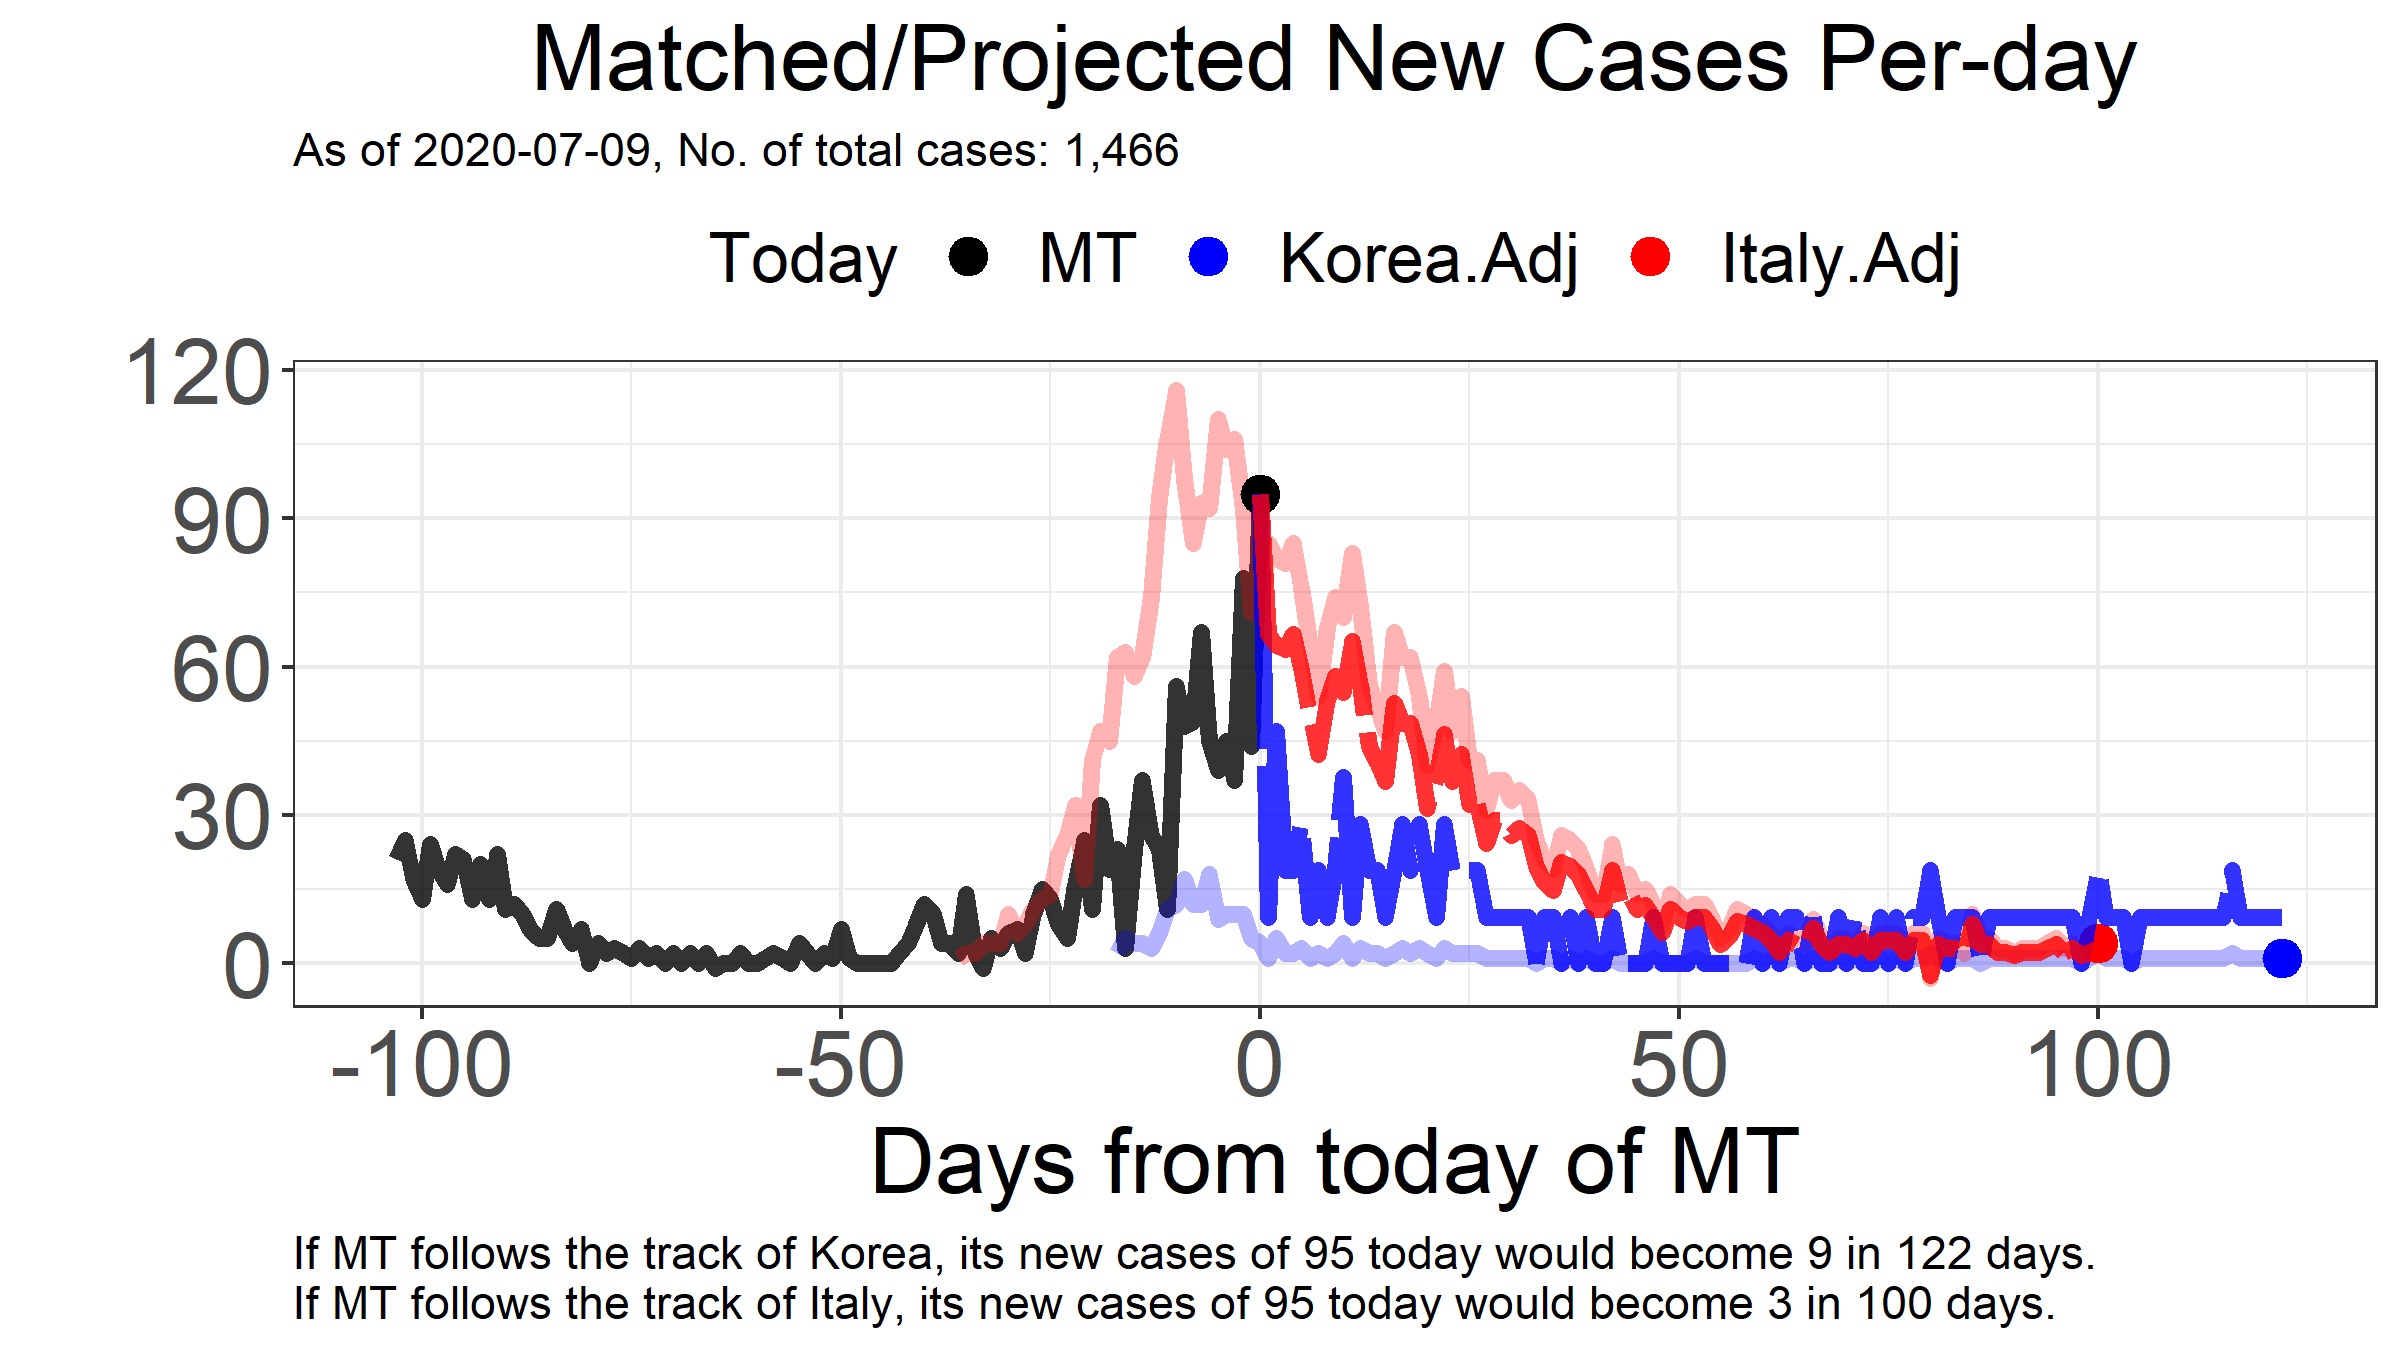 Matched/Projected New Cases Per-day
As of 2020-07-09, No. of total cases: 1,466
Today MT Korea.Adj Italy.Adj
120
90
60
30
0
-100 -50 0 50 100
Days from today of MT
If MT follows the track of Korea, its new cases of 95 today would become 9 in 122 days.
If MT follows the track of Italy, its new cases of 95 today would become 3 in 100 days.